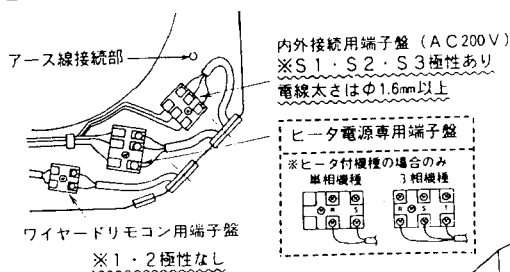 アース線接続部
内外接続用端子盤(AC200V)
※S1・S2・S3極性あり
電線太さはΦ1.6mm以上
ヒータ電源専用端子盤
※ヒータ付機種の場合のみ
単相機種 3相機種
R S R S T
ワイヤードリモコン用端子盤
※1・2極性なし